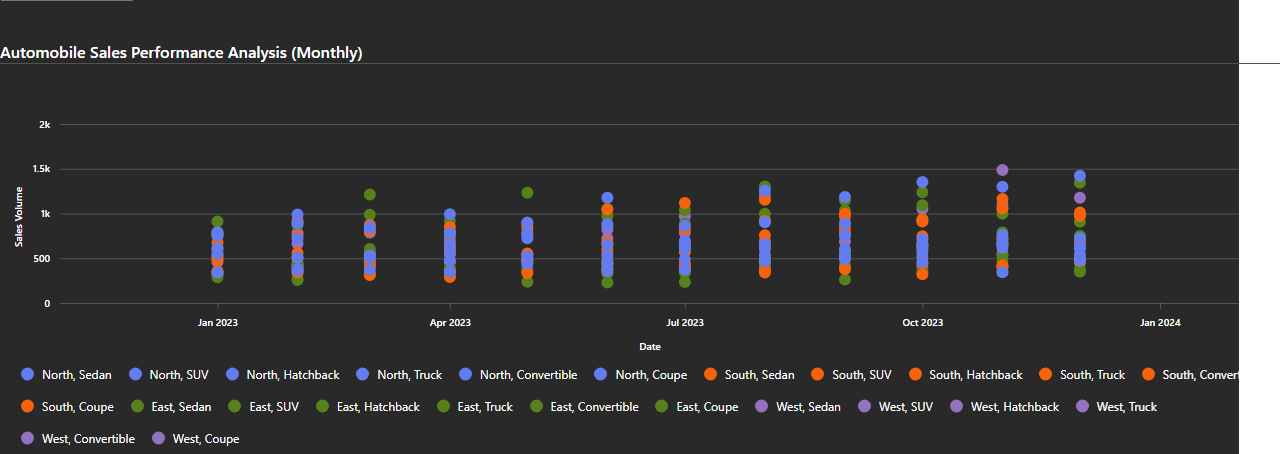 Automobile Sales Performance Analysis (Monthly)
2k
1.5k
1k
500
0
Sales Volume
Jan 2023 Apr 2023 Jul 2023 Oct 2023 Jan 2024
Date
North, Sedan North, SUV North, Hatchback North, Truck North, Convertible North, Coupe South, Sedan South, SUV South, Hatchback South, Truck South, Convert
South, Coupe East, Sedan East, SUV East, Hatchback East, Truck East, Convertible East, Coupe West, Sedan West, SUV West, Hatchback West, Truck
West, Convertible West, Coupe